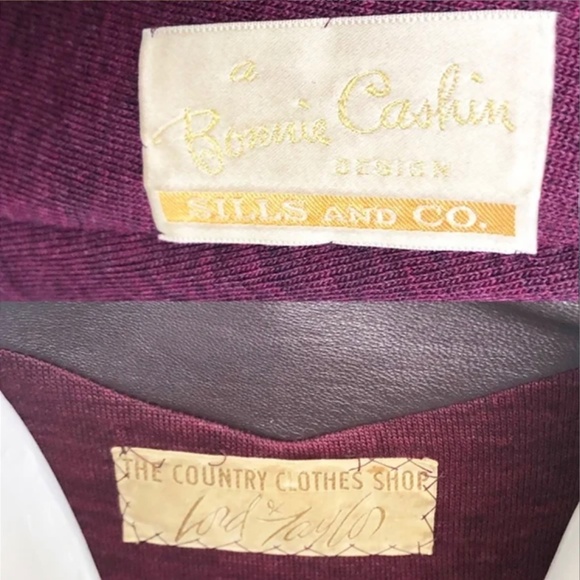 a
Bonnie Cashin
DESIGN
SILLS AND CO.
THE COUNTRY CLOTHES SHOP
Lord & Taylor